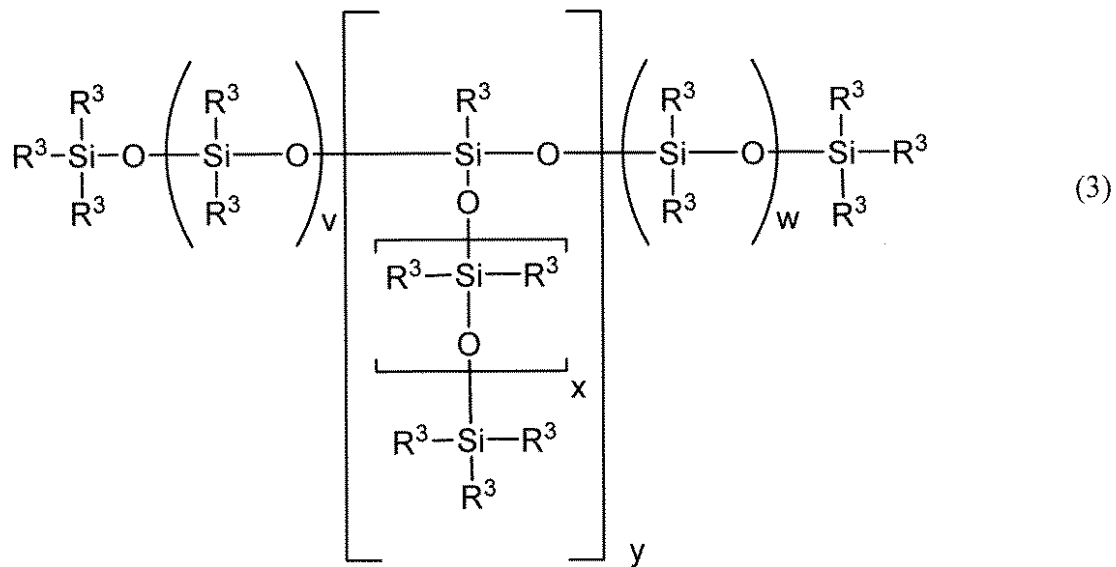 R³ R³ R³ R³ R³
R³–Si–O–Si–O–Si–O–Si–O–Si–R³ (3)
R³ R³ O R³ R³
v w
R³–Si–R³
O
x
R³–Si–R³
R³
y